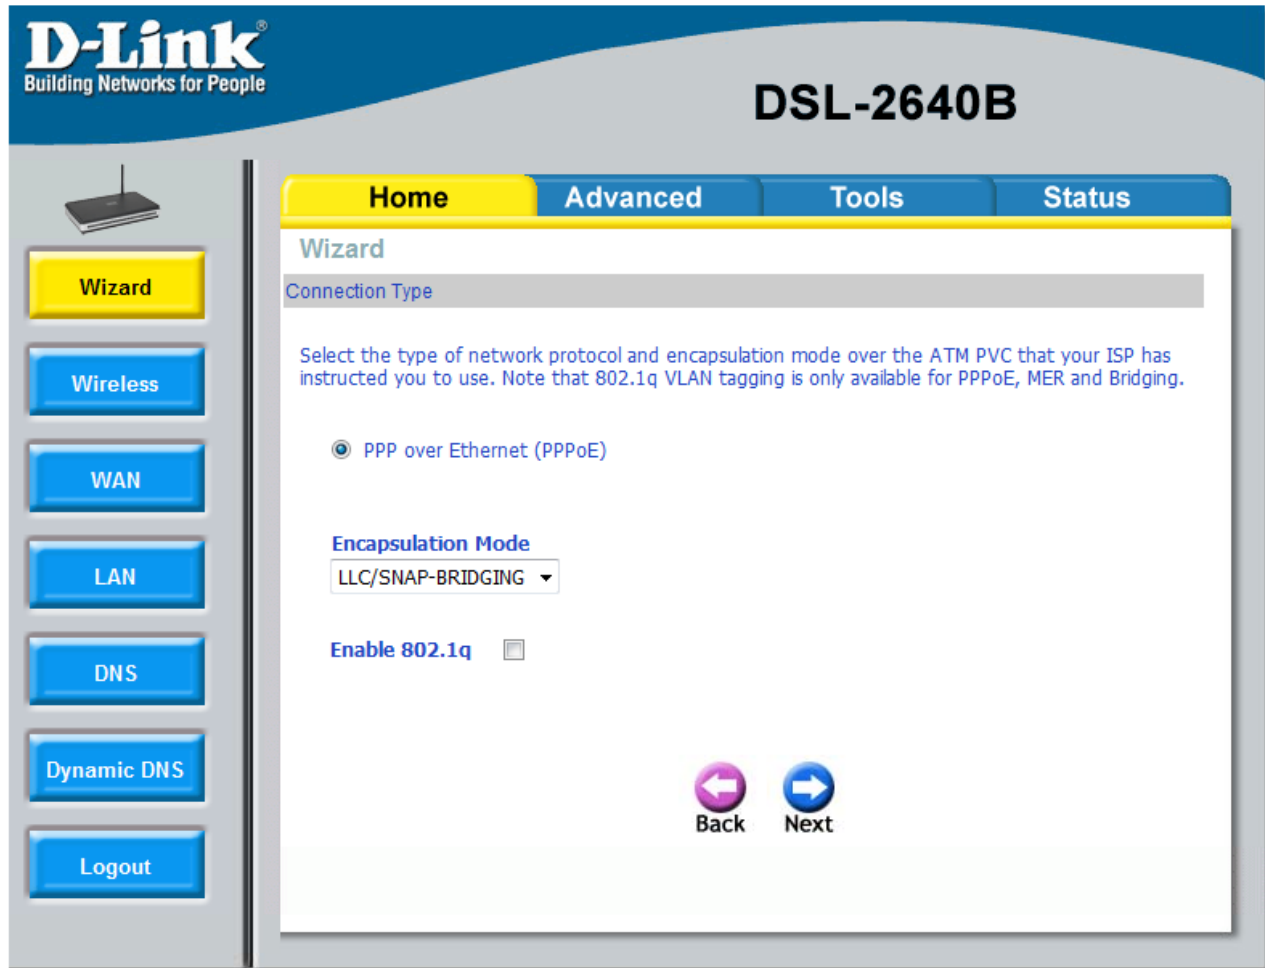 D-Link®
Building Networks for People
DSL-2640B
Home
Advanced
Tools
Status
Wizard
Wireless
WAN
LAN
DNS
Dynamic DNS
Logout
Wizard
Connection Type
Select the type of network protocol and encapsulation mode over the ATM PVC that your ISP has
instructed you to use. Note that 802.1q VLAN tagging is only available for PPPoE, MER and Bridging.
PPP over Ethernet (PPPoE)
Encapsulation Mode
LLC/SNAP-BRIDGING
Enable 802.1q
Back
Next